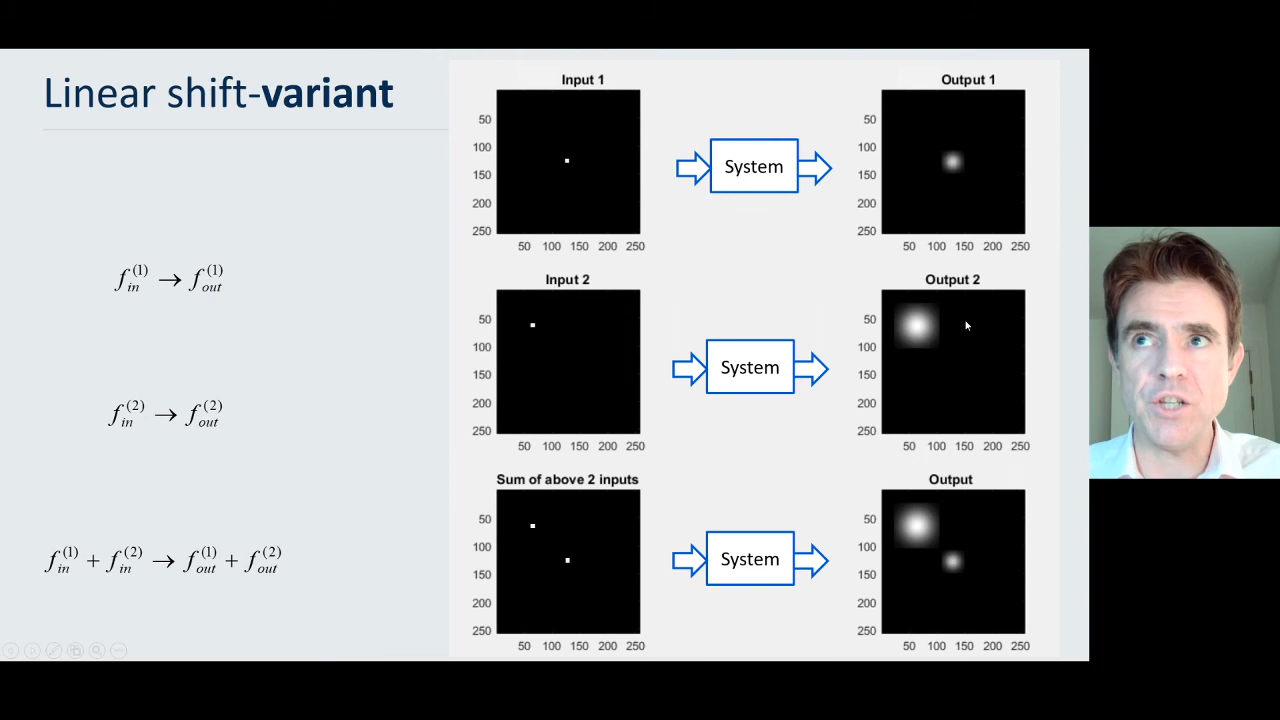 Linear shift-variant
f_in^(1) → f_out^(1)
f_in^(2) → f_out^(2)
f_in^(1) + f_in^(2) → f_out^(1) + f_out^(2)
Input 1
50
100
150
200
250
50 100 150 200 250
System
Output 1
50
100
150
200
250
50 100 150 200 250
Input 2
50
100
150
200
250
50 100 150 200 250
System
Output 2
50
100
150
200
250
50 100 150 200 250
Sum of above 2 inputs
50
100
150
200
250
50 100 150 200 250
System
Output
50
100
150
200
250
50 100 150 200 250